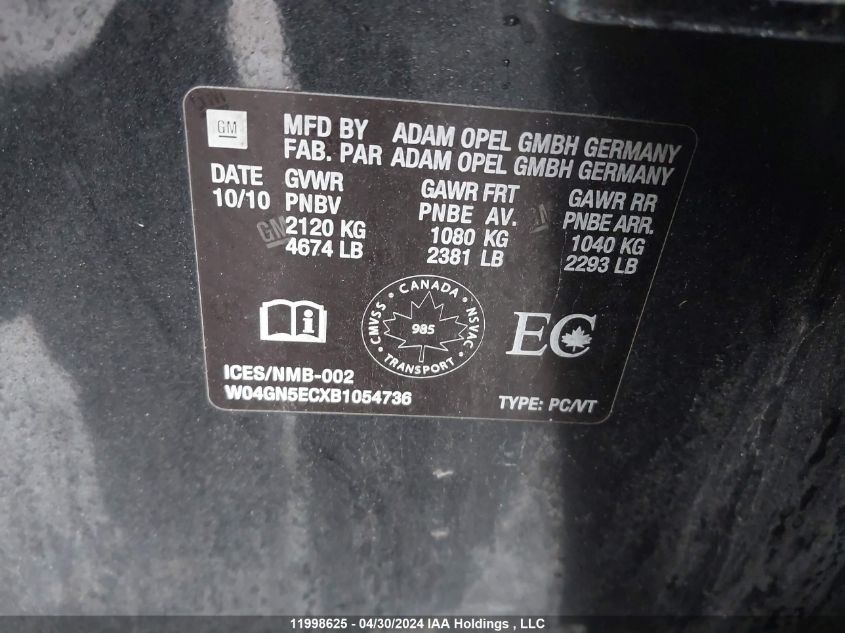 GM
MFD BY ADAM OPEL GMBH GERMANY
FAB. PAR ADAM OPEL GMBH GERMANY
DATE GVWR GAWR FRT GAWR RR
10/10 PNBV PNBE AV. PNBE ARR.
2120 KG 1080 KG 1040 KG
4674 LB 2381 LB 2293 LB
GM
GM
i
CMVSS • CANADA • NSVAC • TRANSPORT •
985
EC
ICES/NMB-002
W04GN5ECXB1054736
TYPE: PC/VT
11998625 - 04/30/2024 IAA Holdings , LLC